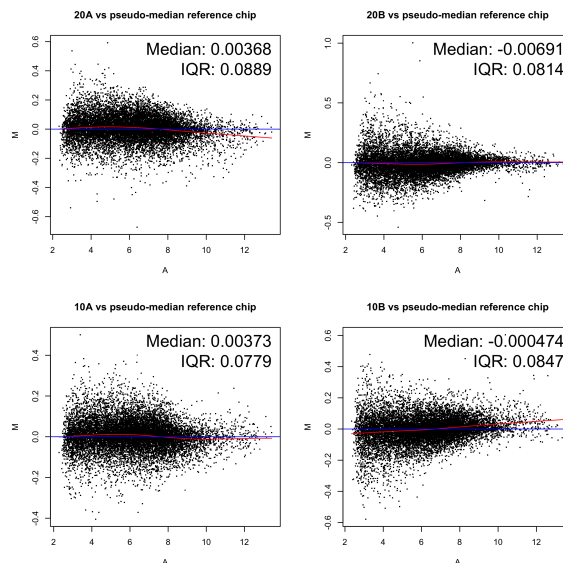 20A vs pseudo-median reference chip
20B vs pseudo-median reference chip
Median: 0.00368
IQR: 0.0889
Median: -0.00691
IQR: 0.0814
M
0.6
0.4
0.2
0.0
-0.2
-0.4
-0.6
M
1.0
0.5
0.0
-0.5
2 4 6 8 10 12
2 4 6 8 10 12
A
A
10A vs pseudo-median reference chip
10B vs pseudo-median reference chip
Median: 0.00373
IQR: 0.0779
Median: -0.000474
IQR: 0.0847
M
0.4
0.2
0.0
-0.2
-0.4
M
0.6
0.4
0.2
0.0
-0.2
-0.4
-0.6
2 4 6 8 10 12
2 4 6 8 10 12
A
A